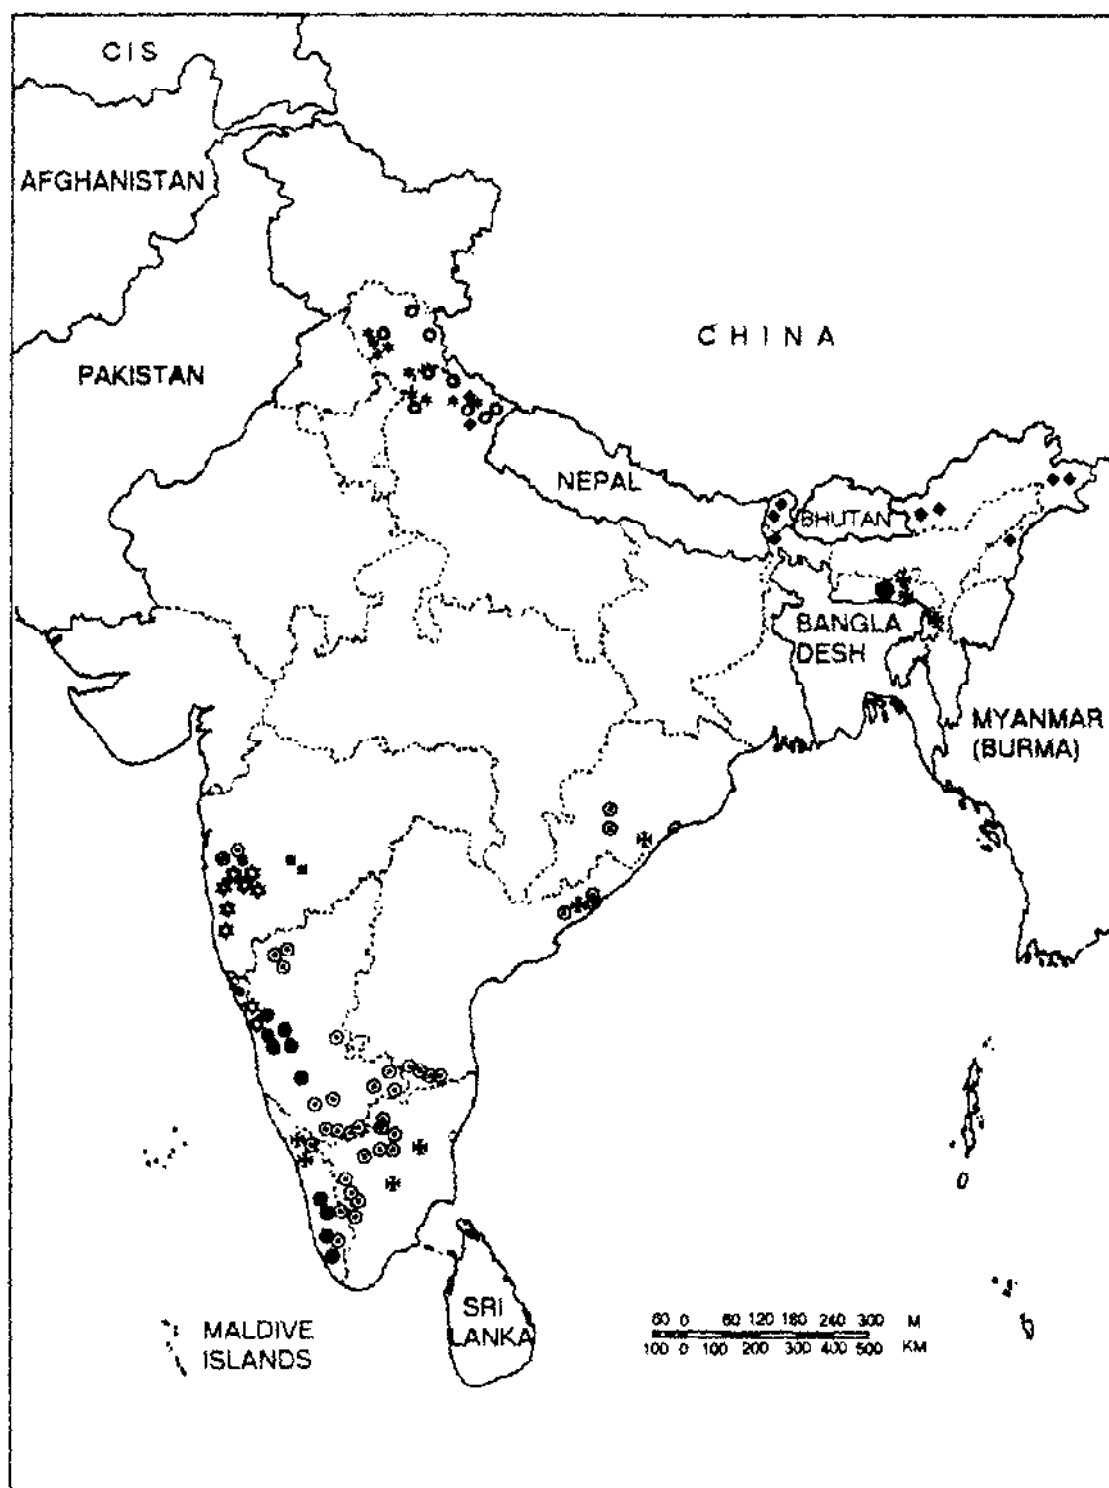 CIS
AFGHANISTAN
PAKISTAN
CHINA
NEPAL
BHUTAN
BANGLA
DESH
MYANMAR
(BURMA)
SRI
LANKA
MALDIVE
ISLANDS
60 0 60 120 180 240 300 M
100 0 100 200 300 400 500 KM